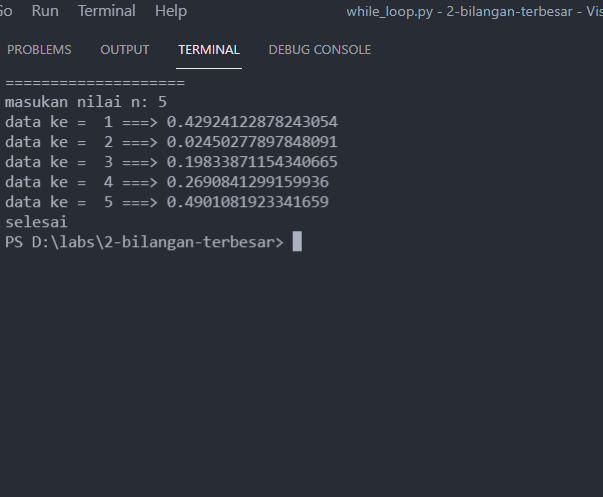 Go Run Terminal Help while_loop.py - 2-bilangan-terbesar - Vis
PROBLEMS OUTPUT TERMINAL DEBUG CONSOLE
====================
masukan nilai n: 5
data ke =  1 ===> 0.42924122878243054
data ke =  2 ===> 0.02450277897848091
data ke =  3 ===> 0.19833871154340665
data ke =  4 ===> 0.2690841299159936
data ke =  5 ===> 0.4901081923341659
selesai
PS D:\labs\2-bilangan-terbesar>